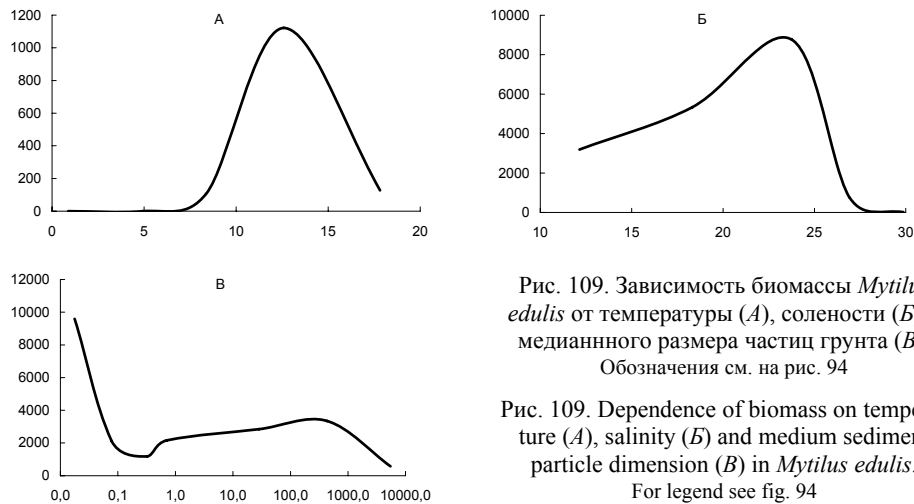 А
1200
1000
800
600
400
200
0
0 5 10 15 20
Б
10000
8000
6000
4000
2000
0
10 15 20 25 30
В
12000
10000
8000
6000
4000
2000
0
0,0 0,1 1,0 10,0 100,0 1000,0 10000,0
Рис. 109. Зависимость биомассы Mytilu
edulis от температуры (А), солености (Б
медианнного размера частиц грунта (В
Обозначения см. на рис. 94
Рис. 109. Dependence of biomass on tempe
ture (А), salinity (Б) and medium sedimen
particle dimension (В) in Mytilus edulis.
For legend see fig. 94